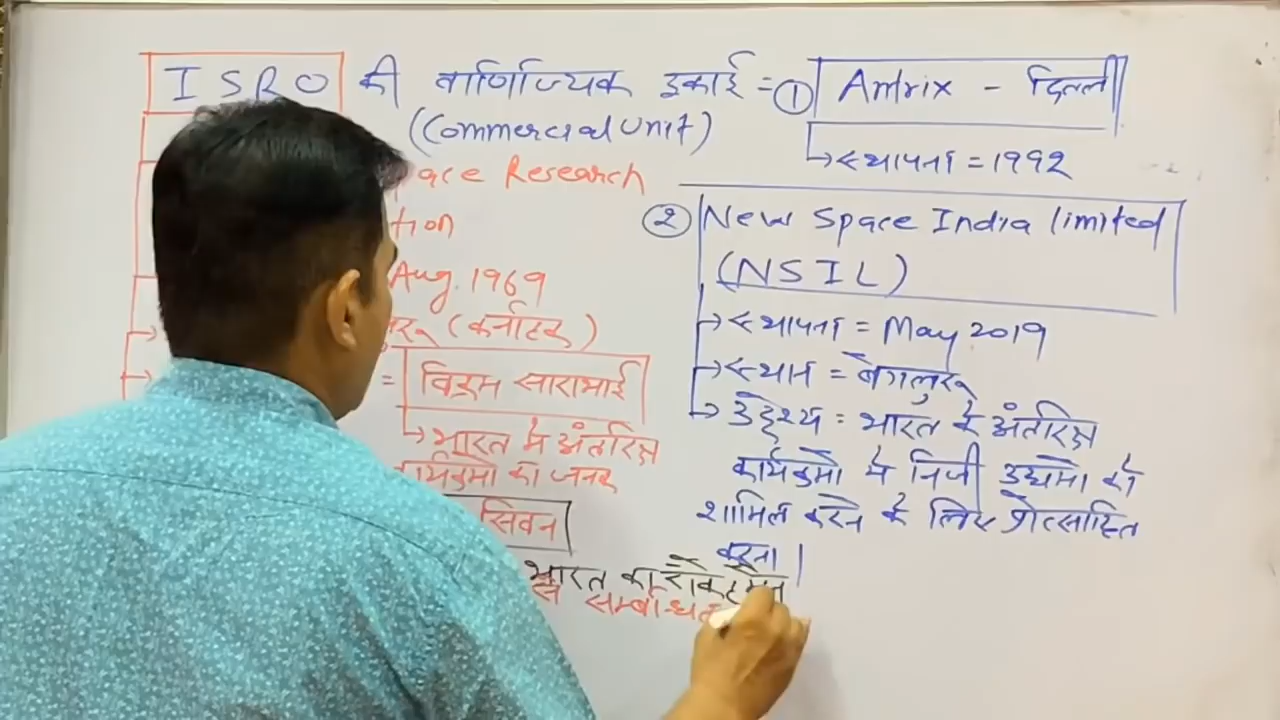 ISRO की वाणिज्यिक इकाई = ① Antrix - दिल्ली
(Commercial Unit)
स्थापना = 1992
ace Research
tion
Aug. 1969
(कर्नाटक)
= विक्रम साराभाई
भारत में अंतरिक्ष
कार्यक्रमों का जनक
सिवन
भारत का रॉकेट मैन
से सम्बन्धित
② New Space India limited
(NSIL)
स्थापना = May 2019
स्थान = बेंगलुरू
उद्देश्य = भारत के अंतरिक्ष
कार्यक्रमों में निजी उद्यमों को
शामिल करने के लिए प्रोत्साहित
करना |